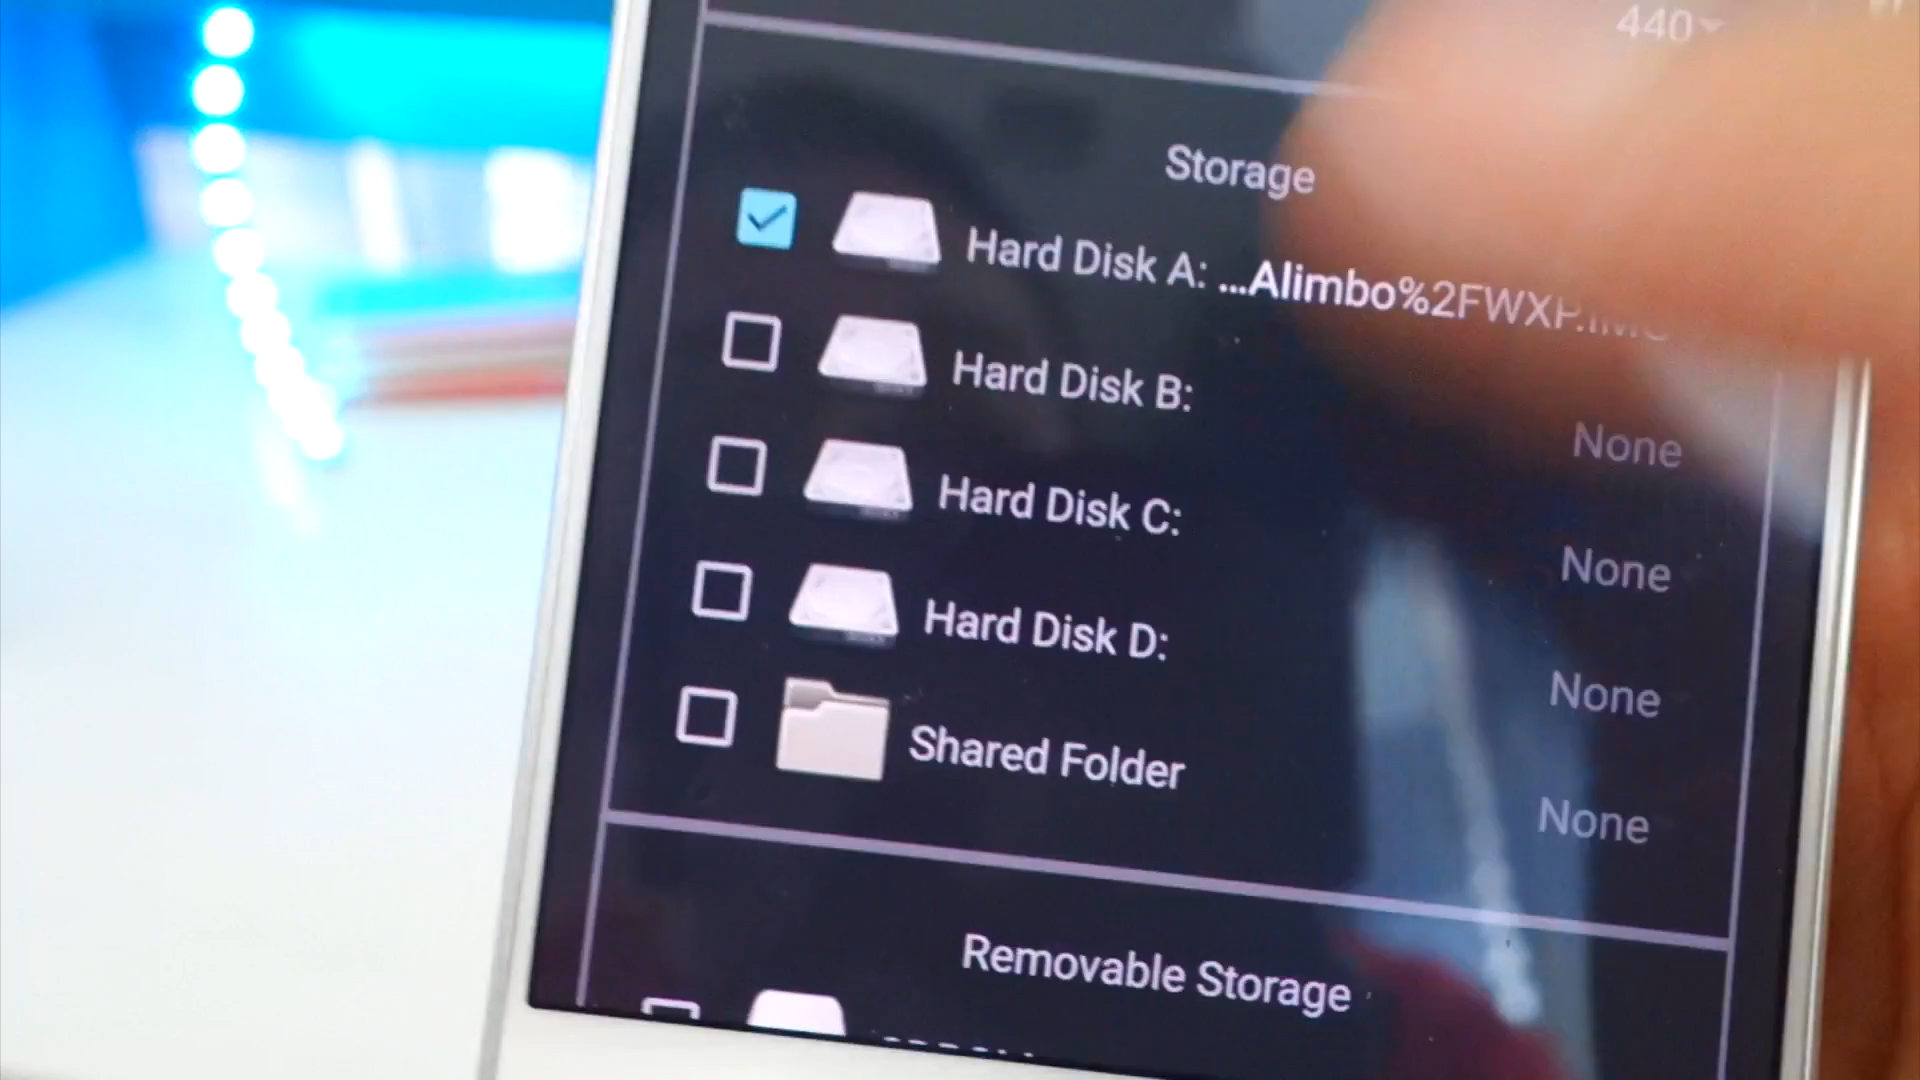 440
Storage
Hard Disk A: ...Alimbo%2FWXP.IMG
Hard Disk B:
None
Hard Disk C:
None
Hard Disk D:
None
Shared Folder
None
Removable Storage